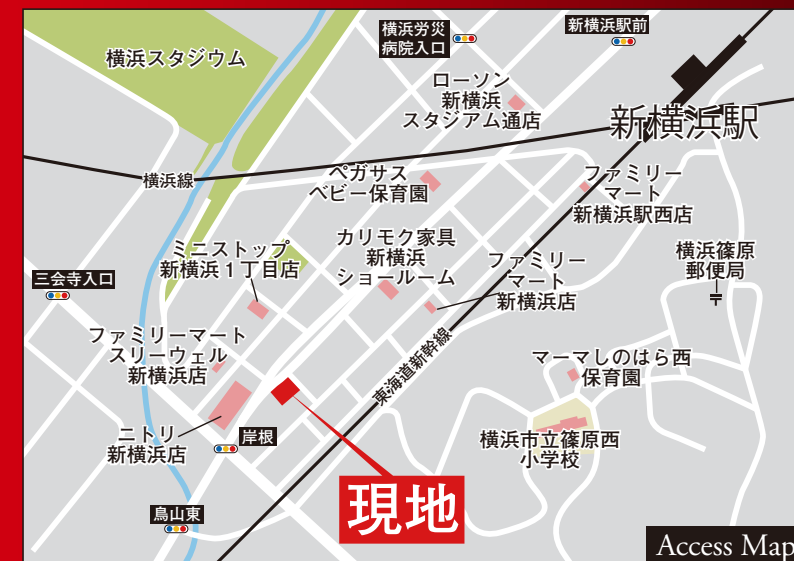 横浜労災
病院入口
新横浜駅前
横浜スタジアム
ローソン
新横浜
スタジアム通店
新横浜駅
横浜線
ペガサス
ベビー保育園
ファミリー
マート
新横浜駅西店
ミニストップ
新横浜1丁目店
カリモク家具
新横浜
ショールーム
ファミリー
マート
新横浜店
横浜篠原
郵便局
〒
三会寺入口
ファミリーマート
スリーウェル
新横浜店
東海道新幹線
マーマしのはら西
保育園
ニトリ
新横浜店
岸根
横浜市立篠原西
小学校
現地
鳥山東
Access Map